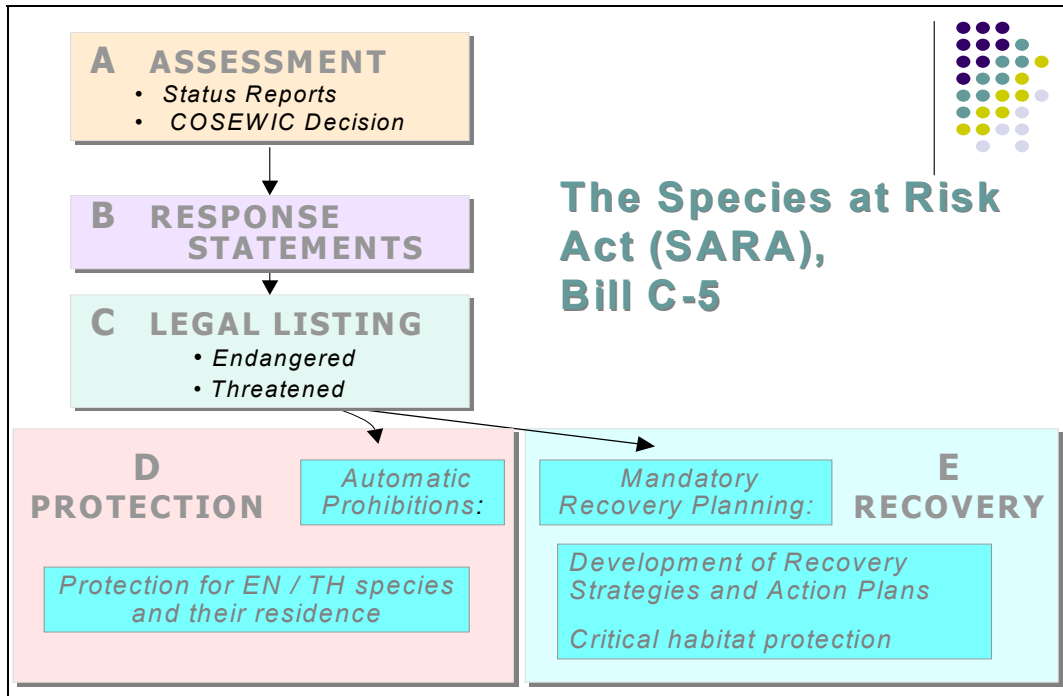 A ASSESSMENT
• Status Reports
• COSEWIC Decision
B RESPONSE
STATEMENTS
C LEGAL LISTING
• Endangered
• Threatened
The Species at Risk
Act (SARA),
Bill C-5
D
PROTECTION
Automatic
Prohibitions:
Protection for EN / TH species
and their residence
Mandatory
Recovery Planning:
E
RECOVERY
Development of Recovery
Strategies and Action Plans
Critical habitat protection